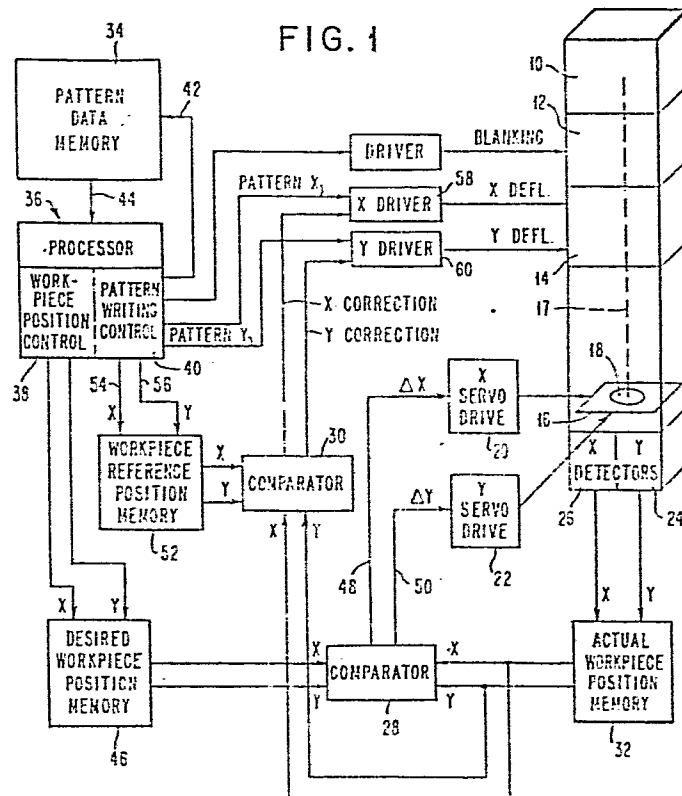 FIG. 1
34
PATTERN
DATA
MEMORY
42
44
36
PROCESSOR
WORK-
PIECE
POSITION
CONTROL
PATTERN
WRITING
CONTROL
38
40
54
56
X
Y
WORKPIECE
REFERENCE
POSITION
MEMORY
52
X
Y
COMPARATOR
30
X
Y
X
Y
DESIRED
WORKPIECE
POSITION
MEMORY
46
X
Y
COMPARATOR
28
X
Y
48
50
DRIVER
BLANKING
PATTERN X
X DRIVER
58
X DEFL.
PATTERN Y
Y DRIVER
60
Y DEFL.
X CORRECTION
Y CORRECTION
ΔX
X
SERVO
DRIVE
20
ΔY
Y
SERVO
DRIVE
22
10
12
14
17
18
16
X
Y
DETECTORS
26
24
X
Y
ACTUAL
WORKPIECE
POSITION
MEMORY
32